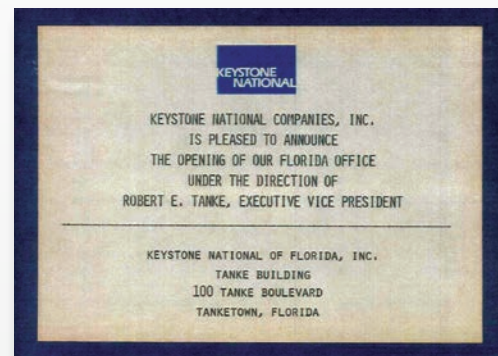 KEYSTONE
NATIONAL
KEYSTONE NATIONAL COMPANIES, INC.
IS PLEASED TO ANNOUNCE
THE OPENING OF OUR FLORIDA OFFICE
UNDER THE DIRECTION OF
ROBERT E. TANKE, EXECUTIVE VICE PRESIDENT
KEYSTONE NATIONAL OF FLORIDA, INC.
TANKE BUILDING
100 TANKE BOULEVARD
TANKETOWN, FLORIDA